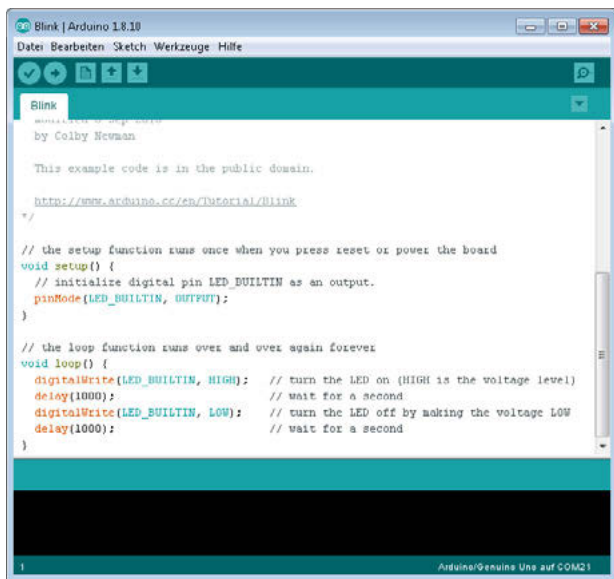 Blink | Arduino 1.8.10
Datei Bearbeiten Sketch Werkzeuge Hilfe
Blink
modified 8 Sep 2016
by Colby Newman
This example code is in the public domain.
http://www.arduino.cc/en/Tutorial/Blink
*/
// the setup function runs once when you press reset or power the board
void setup() {
// initialize digital pin LED_BUILTIN as an output.
pinMode(LED_BUILTIN, OUTPUT);
}
// the loop function runs over and over again forever
void loop() {
digitalWrite(LED_BUILTIN, HIGH); // turn the LED on (HIGH is the voltage level)
delay(1000); // wait for a second
digitalWrite(LED_BUILTIN, LOW); // turn the LED off by making the voltage LOW
delay(1000); // wait for a second
}
1
Arduino/Genuino Uno auf COM21